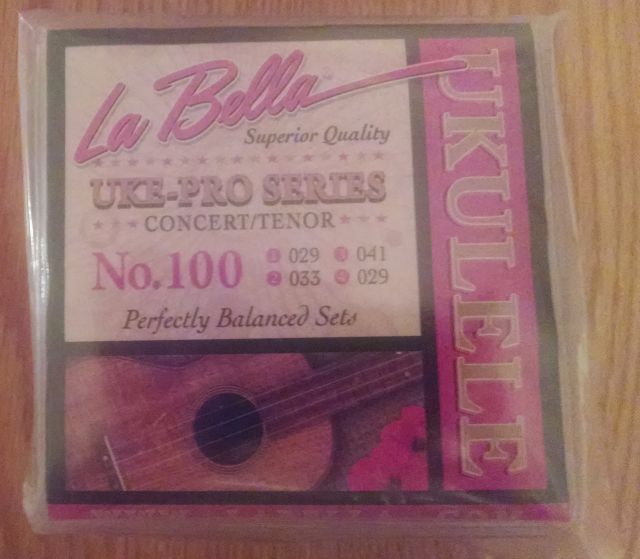 La Bella
Superior Quality
UKE-PRO SERIES
CONCERT/TENOR
No.100
1 029 3 041
2 033 4 029
Perfectly Balanced Sets
UKULELE